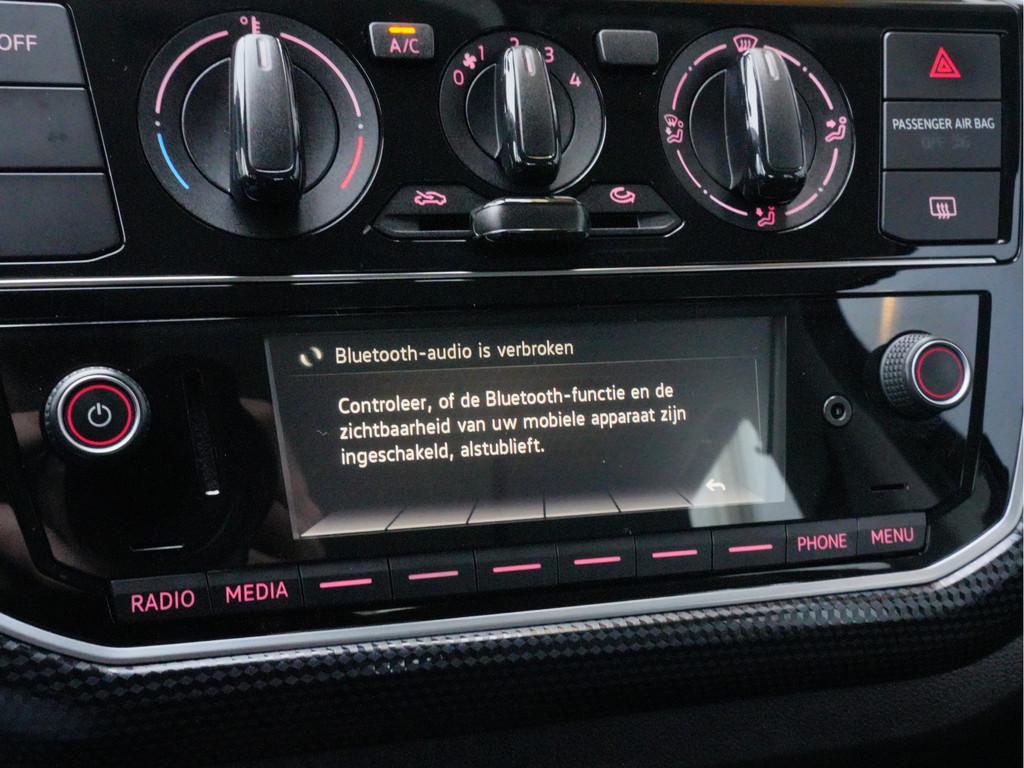 OFF
A/C
0 1 2 3 4
PASSENGER AIR BAG
Bluetooth-audio is verbroken
Controleer, of de Bluetooth-functie en de
zichtbaarheid van uw mobiele apparaat zijn
ingeschakeld, alstublieft.
RADIO
MEDIA
PHONE
MENU